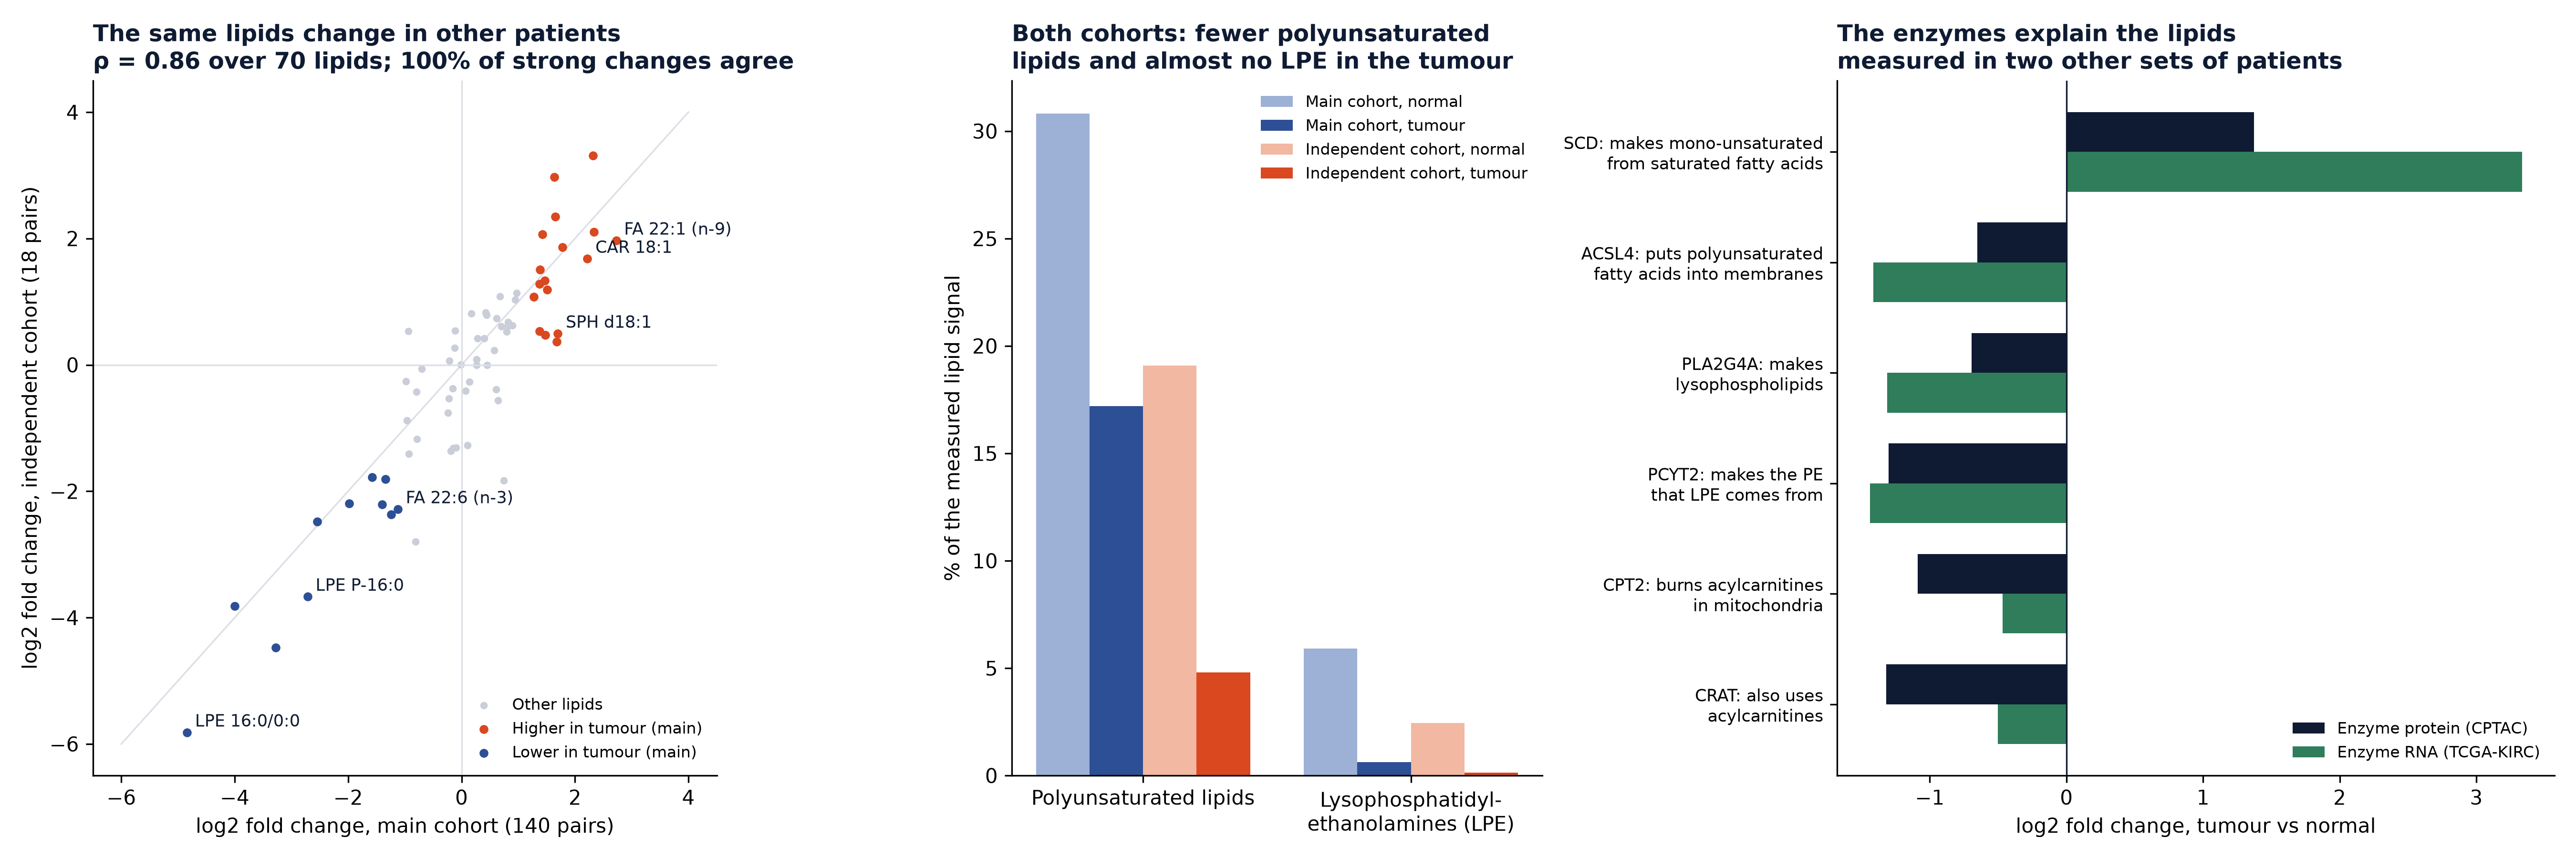 The same lipids change in other patients
ρ = 0.86 over 70 lipids; 100% of strong changes agree
log2 fold change, independent cohort (18 pairs)
4
2
0
−2
−4
−6
FA 22:1 (n-9)
CAR 18:1
SPH d18:1
FA 22:6 (n-3)
LPE P-16:0
LPE 16:0/0:0
Other lipids
Higher in tumour (main)
Lower in tumour (main)
−6
−4
−2
0
2
4
log2 fold change, main cohort (140 pairs)
Both cohorts: fewer polyunsaturated
lipids and almost no LPE in the tumour
% of the measured lipid signal
30
25
20
15
10
5
0
Main cohort, normal
Main cohort, tumour
Independent cohort, normal
Independent cohort, tumour
Polyunsaturated lipids
Lysophosphatidyl-
ethanolamines (LPE)
The enzymes explain the lipids
measured in two other sets of patients
SCD: makes mono-unsaturated
from saturated fatty acids
ACSL4: puts polyunsaturated
fatty acids into membranes
PLA2G4A: makes
lysophospholipids
PCYT2: makes the PE
that LPE comes from
CPT2: burns acylcarnitines
in mitochondria
CRAT: also uses
acylcarnitines
Enzyme protein (CPTAC)
Enzyme RNA (TCGA-KIRC)
−1
0
1
2
3
log2 fold change, tumour vs normal